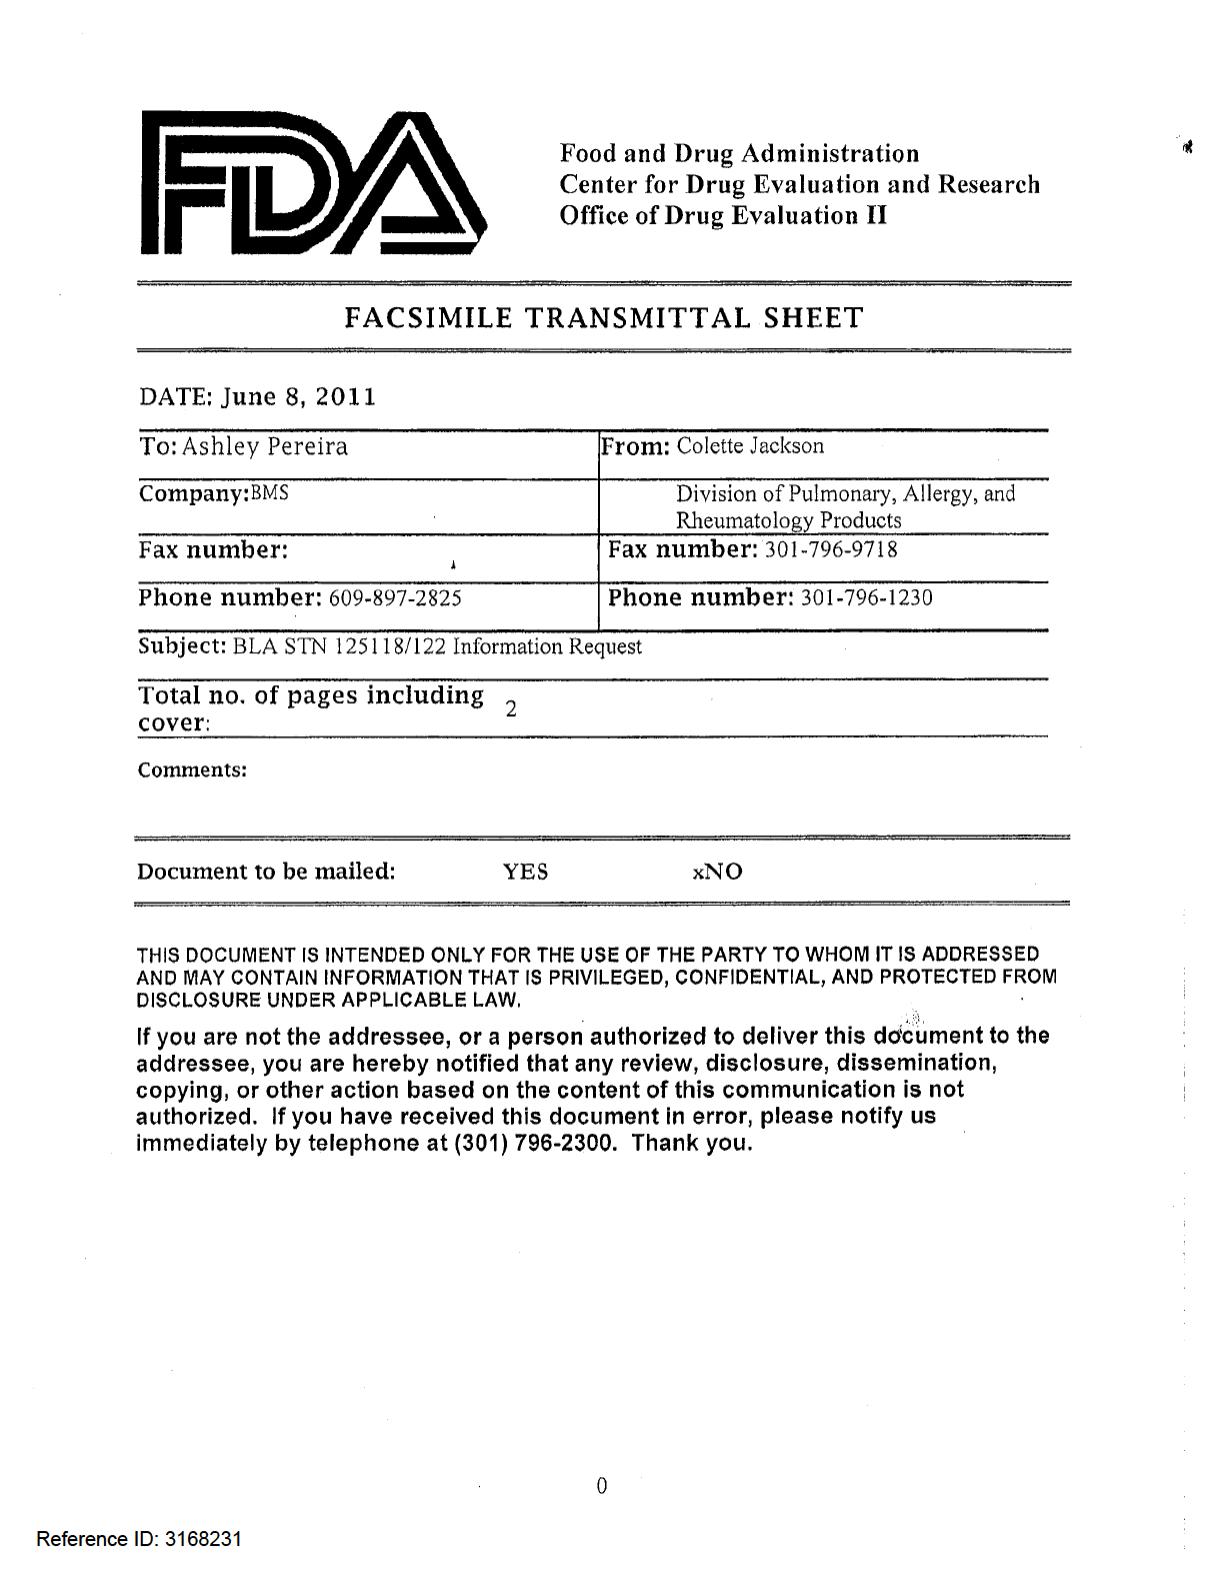 FDA
Food and Drug Administration
Center for Drug Evaluation and Research
Office of Drug Evaluation II
FACSIMILE TRANSMITTAL SHEET
DATE: June 8, 2011
To: Ashley Pereira
From: Colette Jackson
Company:BMS
Division of Pulmonary, Allergy, and
Rheumatology Products
Fax number:
Fax number: 301-796-9718
Phone number: 609-897-2825
Phone number: 301-796-1230
Subject: BLA STN 125118/122 Information Request
Total no. of pages including 2
cover:
Comments:
Document to be mailed: YES xNO
THIS DOCUMENT IS INTENDED ONLY FOR THE USE OF THE PARTY TO WHOM IT IS ADDRESSED
AND MAY CONTAIN INFORMATION THAT IS PRIVILEGED, CONFIDENTIAL, AND PROTECTED FROM
DISCLOSURE UNDER APPLICABLE LAW.
If you are not the addressee, or a person authorized to deliver this document to the
addressee, you are hereby notified that any review, disclosure, dissemination,
copying, or other action based on the content of this communication is not
authorized. If you have received this document in error, please notify us
immediately by telephone at (301) 796-2300. Thank you.
0
Reference ID: 3168231